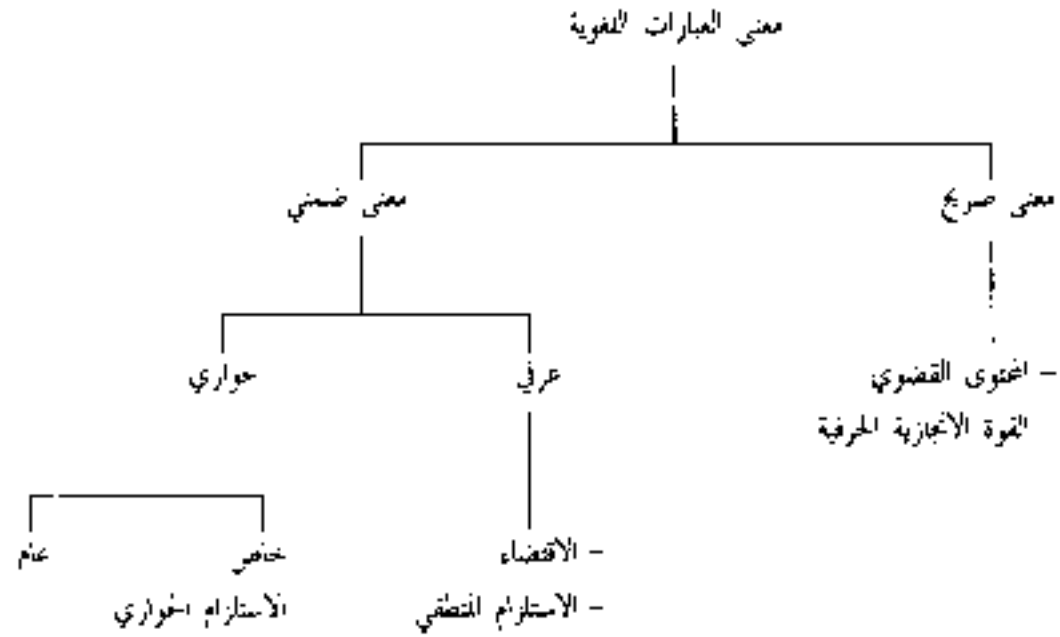 معنى العبارات اللغوية
معنى صريح
معنى ضمني
- المحتوى القضوي
القوة الانجازية الحرفية
عرفي
حواري
- الاقتضاء
- الاستلزام المنطقي
خاص
عام
الاستلزام الحواري